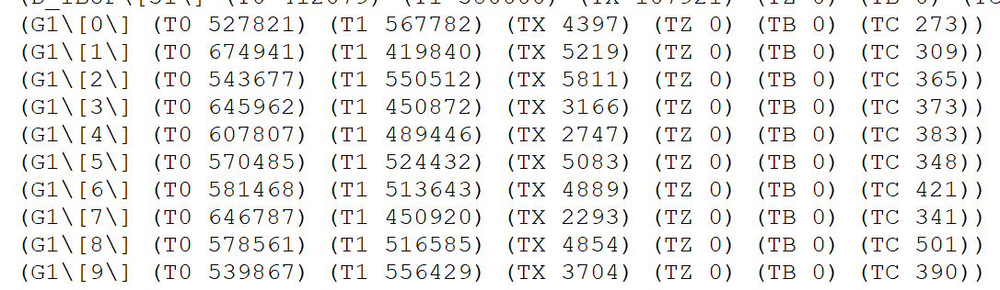 (G1\[0\] (T0 527821) (T1 567782) (TX 4397) (TZ 0) (TB 0) (TC 273))
(G1\[1\] (T0 674941) (T1 419840) (TX 5219) (TZ 0) (TB 0) (TC 309))
(G1\[2\] (T0 543677) (T1 550512) (TX 5811) (TZ 0) (TB 0) (TC 365))
(G1\[3\] (T0 645962) (T1 450872) (TX 3166) (TZ 0) (TB 0) (TC 373))
(G1\[4\] (T0 607807) (T1 489446) (TX 2747) (TZ 0) (TB 0) (TC 383))
(G1\[5\] (T0 570485) (T1 524432) (TX 5083) (TZ 0) (TB 0) (TC 348))
(G1\[6\] (T0 581468) (T1 513643) (TX 4889) (TZ 0) (TB 0) (TC 421))
(G1\[7\] (T0 646787) (T1 450920) (TX 2293) (TZ 0) (TB 0) (TC 341))
(G1\[8\] (T0 578561) (T1 516585) (TX 4854) (TZ 0) (TB 0) (TC 501))
(G1\[9\] (T0 539867) (T1 556429) (TX 3704) (TZ 0) (TB 0) (TC 390))